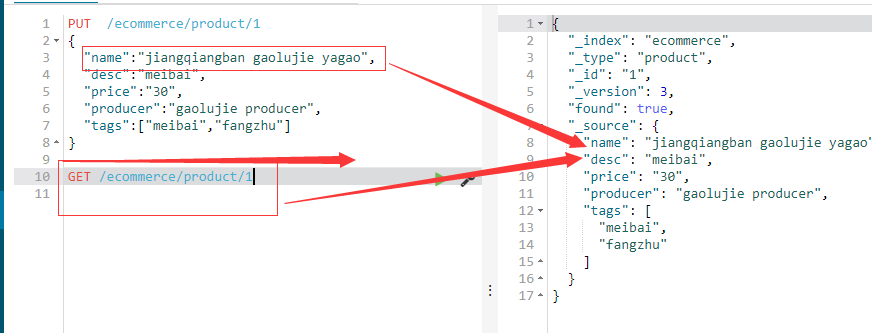 1 PUT /ecommerce/product/1
2 {
3 "name":"jiangqiangban gaolujie yagao",
4 "desc":"meibai",
5 "price":"30",
6 "producer":"gaolujie producer",
7 "tags":["meibai","fangzhu"]
8 }
9
10 GET /ecommerce/product/1
11
1 {
2 "_index": "ecommerce",
3 "_type": "product",
4 "_id": "1",
5 "_version": 3,
6 "found": true,
7 "_source": {
8 "name": "jiangqiangban gaolujie yagao"
9 "desc": "meibai",
10 "price": "30",
11 "producer": "gaolujie producer",
12 "tags": [
13 "meibai",
14 "fangzhu"
15 ]
16 }
17 }